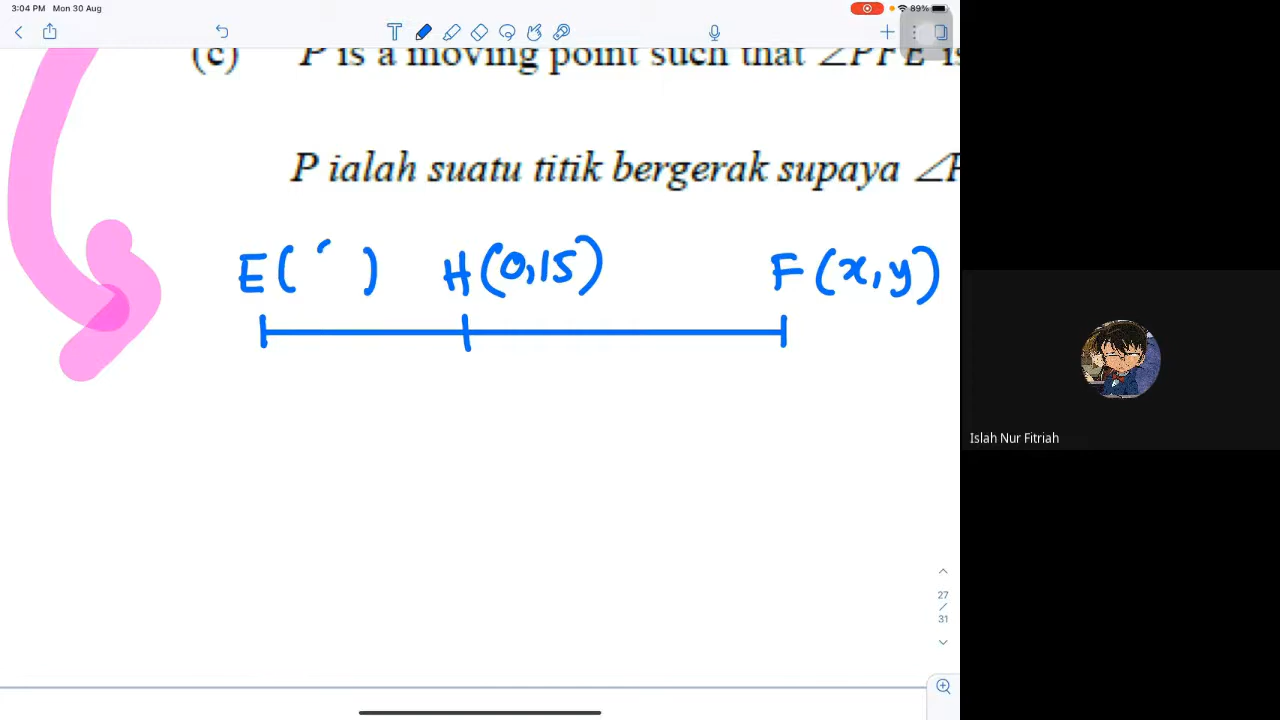 3:04 PM Mon 30 Aug
89%
(c) P is a moving point such that ∠PFE is
P ialah suatu titik bergerak supaya ∠P
E( ) H(0,15) F(x,y)
27
/
31
Islah Nur Fitriah